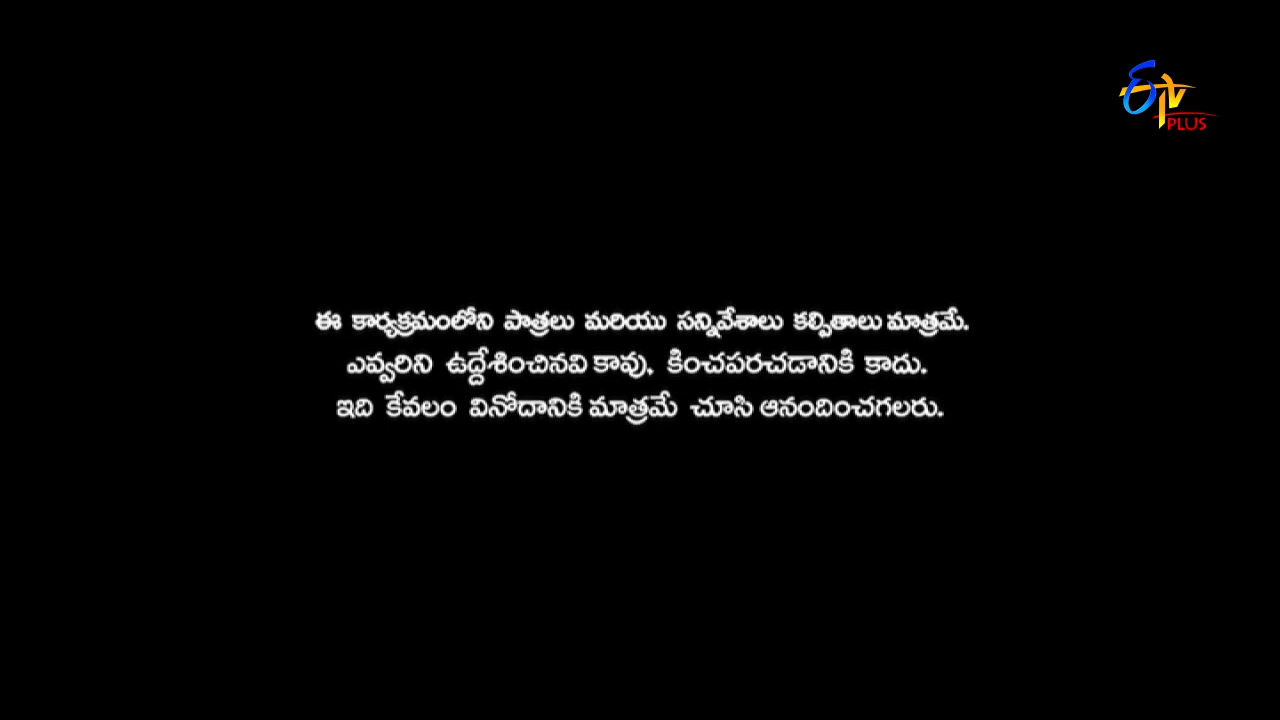 ETV
PLUS
ఈ కార్యక్రమంలోని పాత్రలు మరియు సన్నివేశాలు కల్పితాలు మాత్రమే.
ఎవ్వరిని ఉద్దేశించినవి కావు, కించపరచడానికి కాదు.
ఇది కేవలం వినోదానికి మాత్రమే చూసి ఆనందించగలరు.